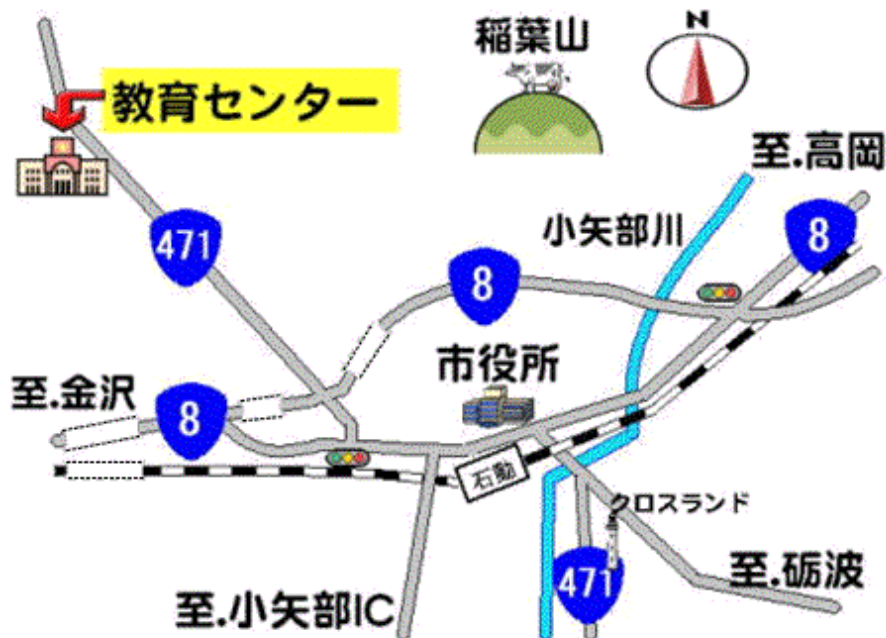 稲葉山
N
教育センター
至.高岡
小矢部川
8
471
8
市役所
至.金沢
8
石動
クロスランド
471
至.砺波
至.小矢部IC